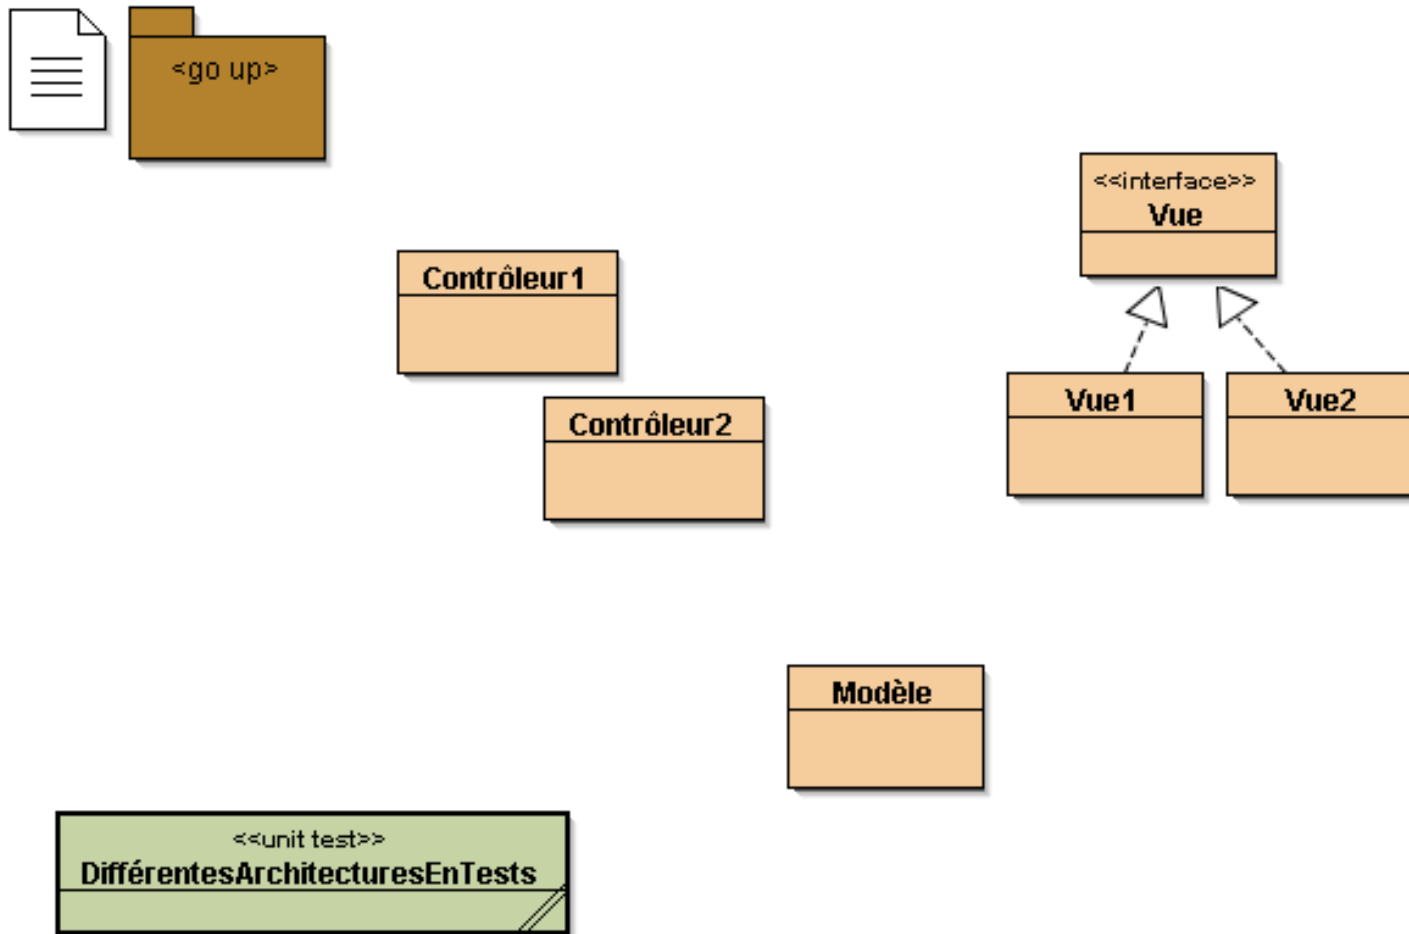 <go up>
<<interface>>
Vue
Contrôleur1
Vue1
Vue2
Contrôleur2
Modèle
<<unit test>>
DifférentesArchitecturesEnTests